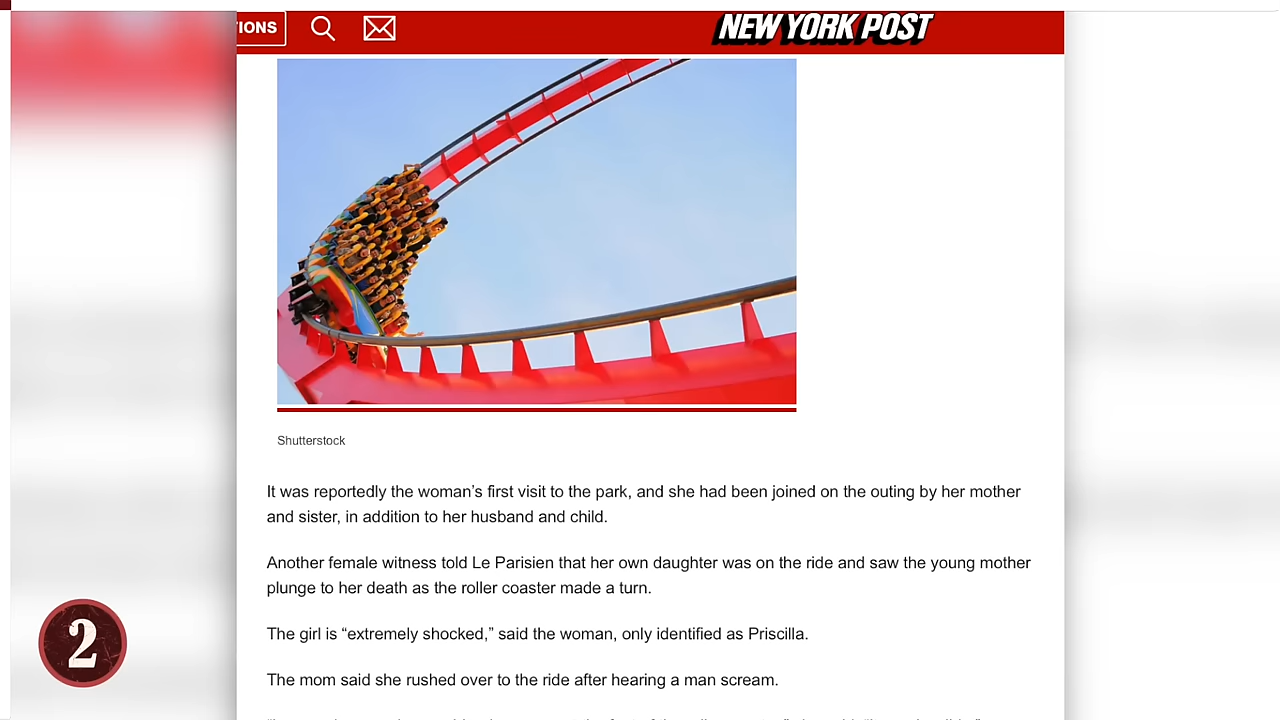 TIONS
NEW YORK POST
Shutterstock
It was reportedly the woman’s first visit to the park, and she had been joined on the outing by her mother
and sister, in addition to her husband and child.
Another female witness told Le Parisien that her own daughter was on the ride and saw the young mother
plunge to her death as the roller coaster made a turn.
The girl is “extremely shocked,” said the woman, only identified as Priscilla.
The mom said she rushed over to the ride after hearing a man scream.
2